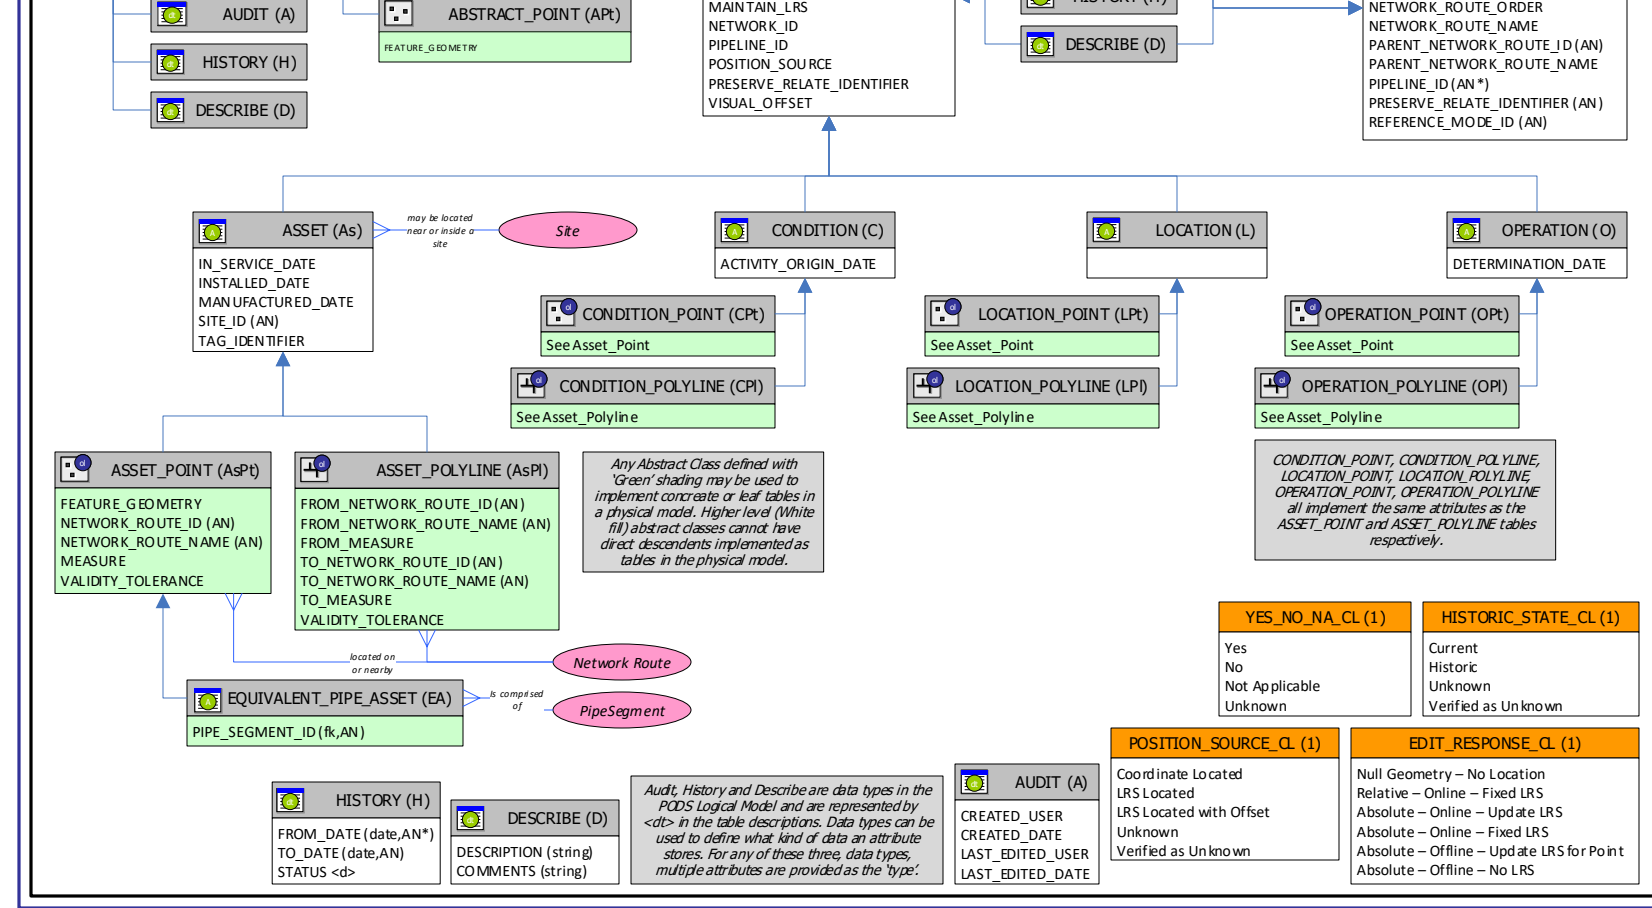 AUDIT (A)
HISTORY (H)
DESCRIBE (D)
ABSTRACT_POINT (APt)
FEATURE_GEOMETRY
MAINTAIN_LRS
NETWORK_ID
PIPELINE_ID
POSITION_SOURCE
PRESERVE_RELATE_IDENTIFIER
VISUAL_OFFSET
DESCRIBE (D)
NETWORK_ROUTE_ORDER
NETWORK_ROUTE_NAME
PARENT_NETWORK_ROUTE_ID (AN)
PARENT_NETWORK_ROUTE_NAME
PIPELINE_ID (AN*)
PRESERVE_RELATE_IDENTIFIER (AN)
REFERENCE_MODE_ID (AN)
ASSET (As)
IN_SERVICE_DATE
INSTALLED_DATE
MANUFACTURED_DATE
SITE_ID (AN)
TAG_IDENTIFIER
may be located
near or inside a
site
Site
CONDITION (C)
ACTIVITY_ORIGIN_DATE
LOCATION (L)
OPERATION (O)
DETERMINATION_DATE
CONDITION_POINT (CPt)
See Asset_Point
CONDITION_POLYLINE (CPl)
See Asset_Polyline
LOCATION_POINT (LPt)
See Asset_Point
LOCATION_POLYLINE (LPl)
See Asset_Polyline
OPERATION_POINT (OPt)
See Asset_Point
OPERATION_POLYLINE (OPl)
See Asset_Polyline
ASSET_POINT (AsPt)
FEATURE_GEOMETRY
NETWORK_ROUTE_ID (AN)
NETWORK_ROUTE_NAME (AN)
MEASURE
VALIDITY_TOLERANCE
ASSET_POLYLINE (AsPl)
FROM_NETWORK_ROUTE_ID (AN)
FROM_NETWORK_ROUTE_NAME (AN)
FROM_MEASURE
TO_NETWORK_ROUTE_ID (AN)
TO_NETWORK_ROUTE_NAME (AN)
TO_MEASURE
VALIDITY_TOLERANCE
Any Abstract Class defined with
'Green' shading may be used to
implement concreate or leaf tables in
a physical model. Higher level (White
fill) abstract classes cannot have
direct descendents implemented as
tables in the physical model.
CONDITION_POINT, CONDITION_POLYLINE,
LOCATION_POINT, LOCATION_POLYLINE,
OPERATION_POINT, OPERATION_POLYLINE
all implement the same attributes as the
ASSET_POINT and ASSET_POLYLINE tables
respectively.
located on
or nearby
Network Route
EQUIVALENT_PIPE_ASSET (EA)
PIPE_SEGMENT_ID (fk,AN)
Is comprised
of
PipeSegment
YES_NO_NA_CL (1)
Yes
No
Not Applicable
Unknown
HISTORIC_STATE_CL (1)
Current
Historic
Unknown
Verified as Unknown
POSITION_SOURCE_CL (1)
Coordinate Located
LRS Located
LRS Located with Offset
Unknown
Verified as Unknown
EDIT_RESPONSE_CL (1)
Null Geometry – No Location
Relative – Online – Fixed LRS
Absolute – Online – Update LRS
Absolute – Online – Fixed LRS
Absolute – Offline – Update LRS for Point
Absolute – Offline – No LRS
HISTORY (H)
FROM_DATE (date,AN*)
TO_DATE (date,AN)
STATUS <d>
DESCRIBE (D)
DESCRIPTION (string)
COMMENTS (string)
Audit, History and Describe are data types in the
PODS Logical Model and are represented by
<dt> in the table descriptions. Data types can be
used to define what kind of data an attribute
stores. For any of these three, data types,
multiple attributes are provided as the 'type'.
AUDIT (A)
CREATED_USER
CREATED_DATE
LAST_EDITED_USER
LAST_EDITED_DATE